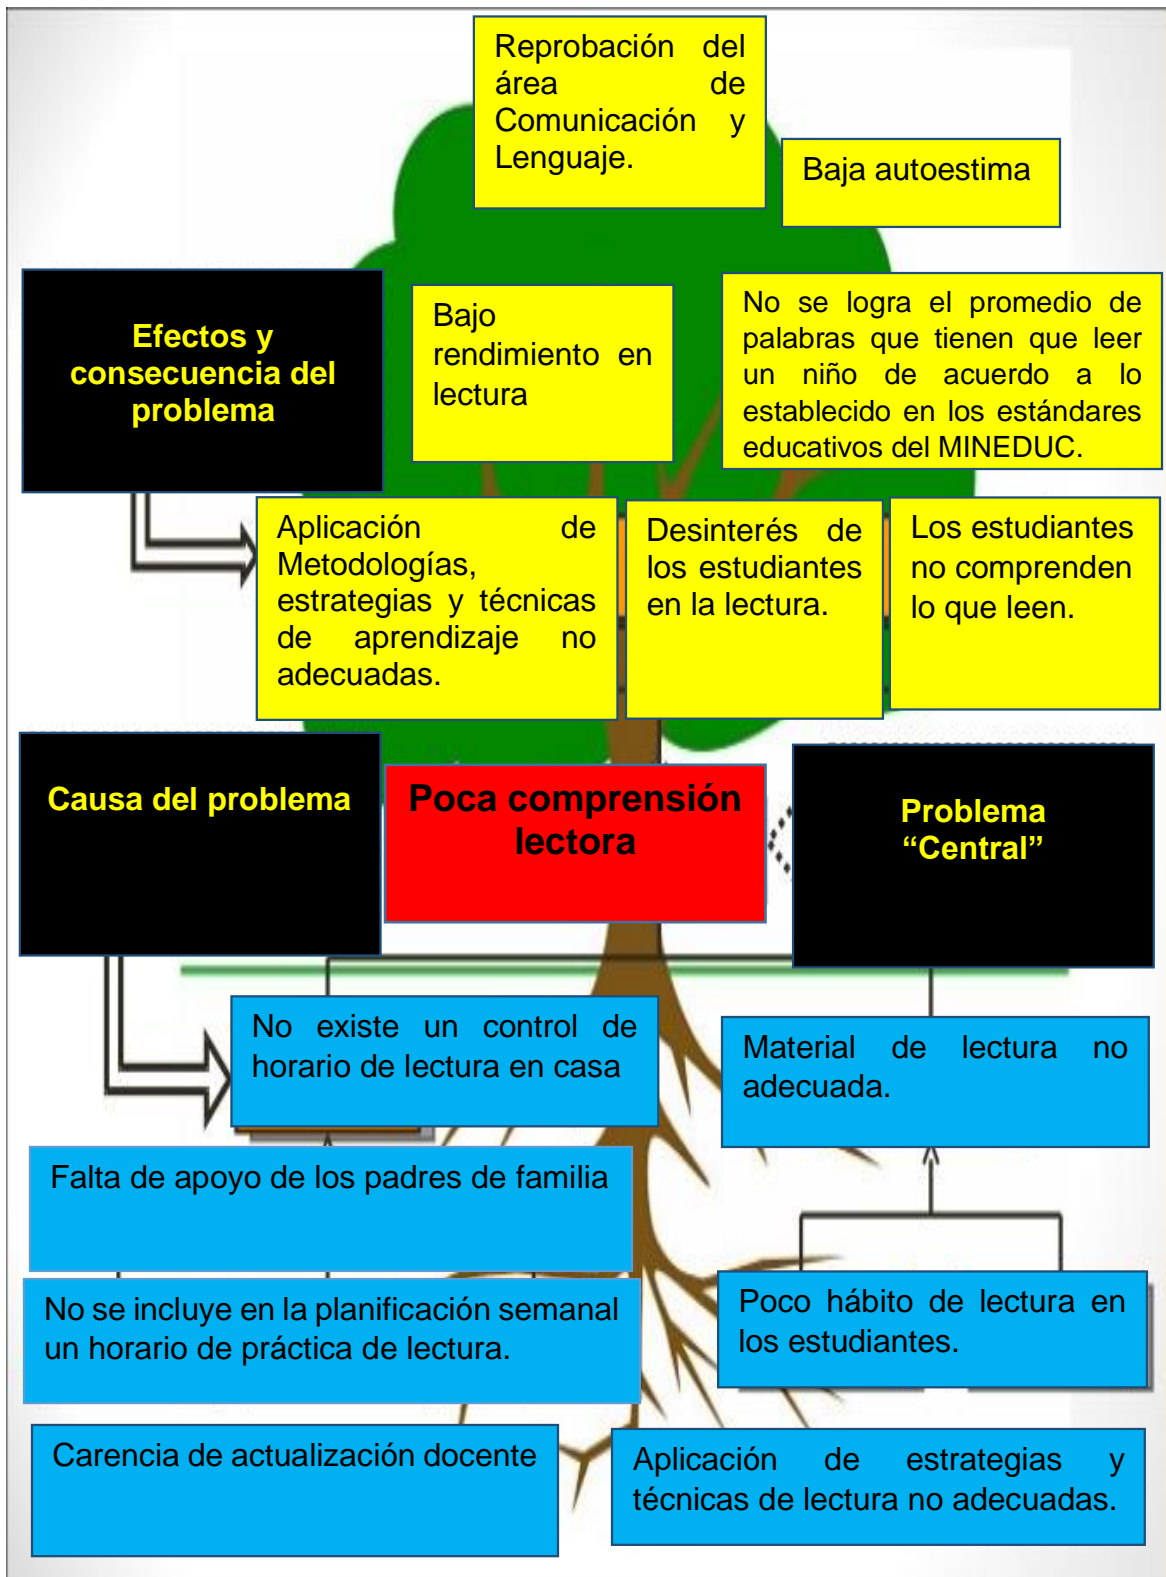 Reprobación del
área de
Comunicación y
Lenguaje.
Baja autoestima
Efectos y
consecuencia del
problema
Bajo
rendimiento en
lectura
No se logra el promedio de
palabras que tienen que leer
un niño de acuerdo a lo
establecido en los estándares
educativos del MINEDUC.
Aplicación de
Metodologías,
estrategias y técnicas
de aprendizaje no
adecuadas.
Desinterés de
los estudiantes
en la lectura.
Los estudiantes
no comprenden
lo que leen.
Causa del problema
Poca comprensión
lectora
Problema
“Central”
No existe un control de
horario de lectura en casa
Material de lectura no
adecuada.
Falta de apoyo de los padres de familia
No se incluye en la planificación semanal
un horario de práctica de lectura.
Poco hábito de lectura en
los estudiantes.
Carencia de actualización docente
Aplicación de estrategias y
técnicas de lectura no adecuadas.